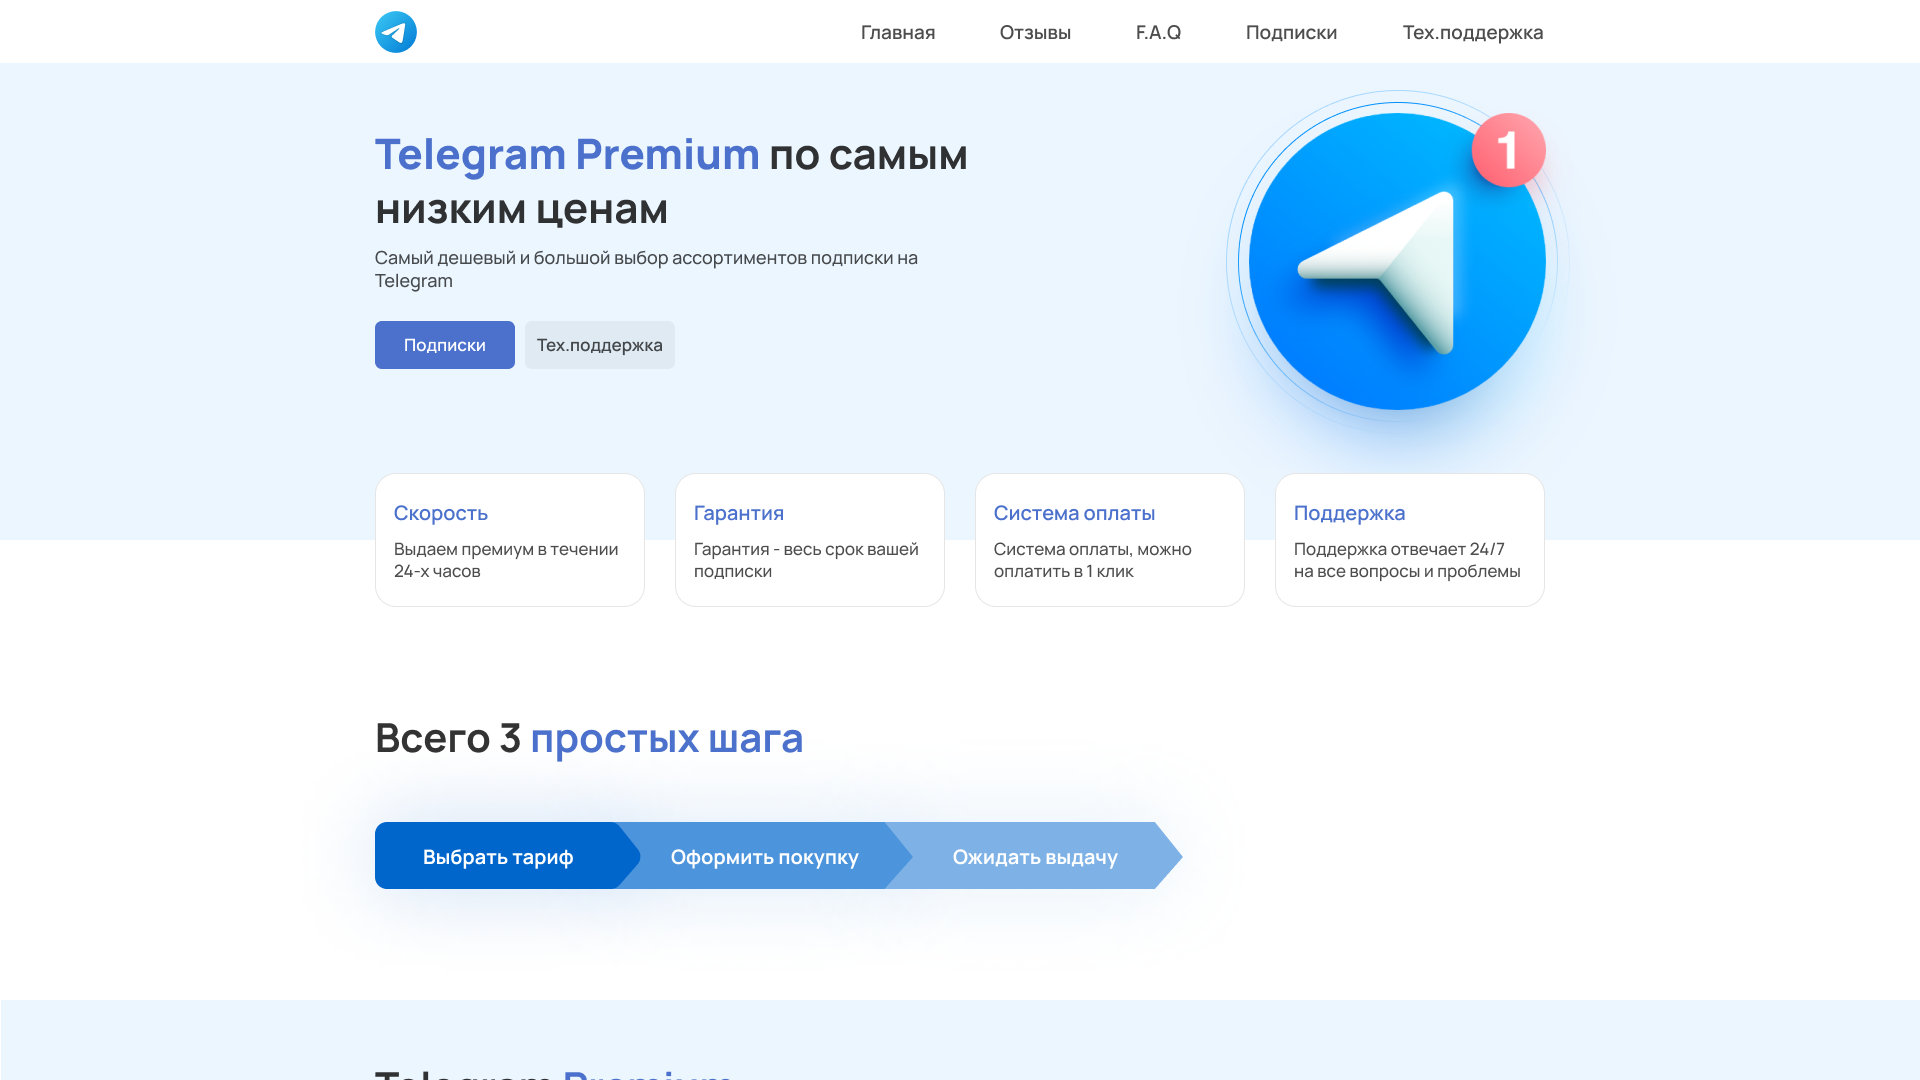 Главная Отзывы F.A.Q Подписки Тех.поддержка
Telegram Premium по самым
низким ценам
1
Самый дешевый и большой выбор ассортиментов подписки на
Telegram
Подписки Тех.поддержка
Скорость
Выдаем премиум в течении
24-х часов
Гарантия
Гарантия - весь срок вашей
подписки
Система оплаты
Система оплаты, можно
оплатить в 1 клик
Поддержка
Поддержка отвечает 24/7
на все вопросы и проблемы
Всего 3 простых шага
Выбрать тариф Оформить покупку Ожидать выдачу
Telegram Premium